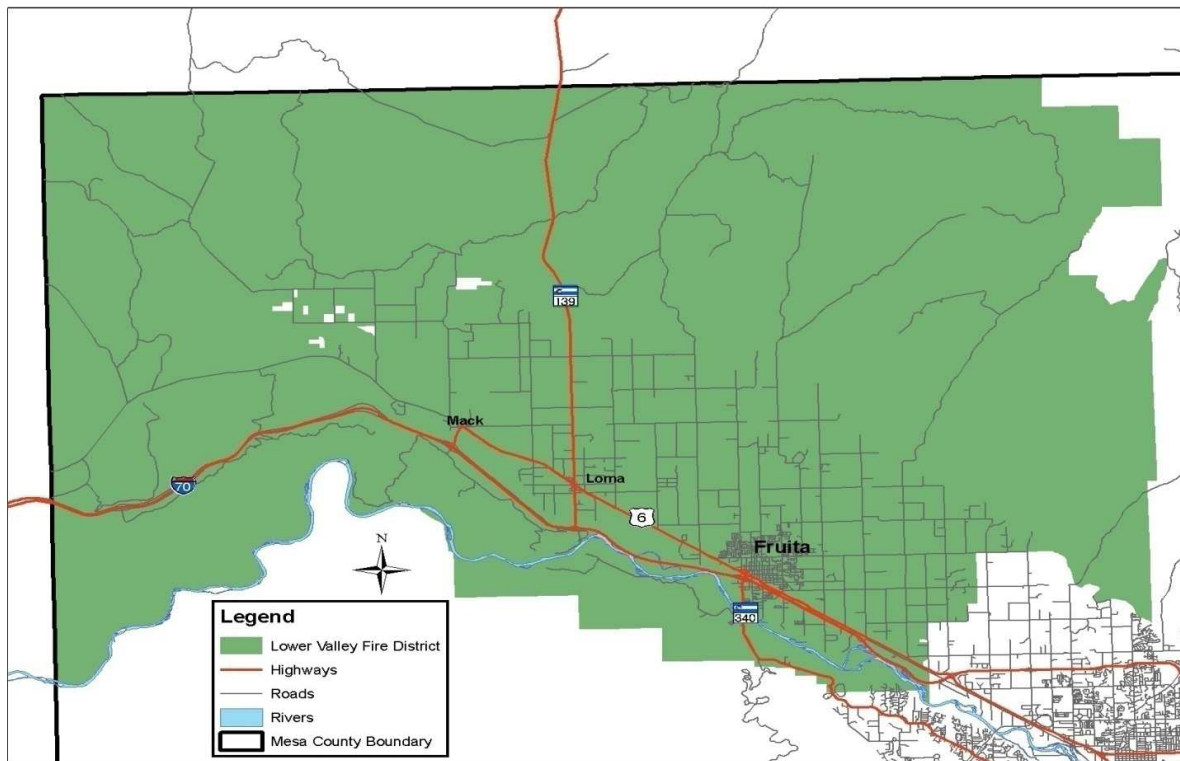 139
Mack
Loma
70
6
N
Fruita
340
Legend
Lower Valley Fire District
Highways
Roads
Rivers
Mesa County Boundary